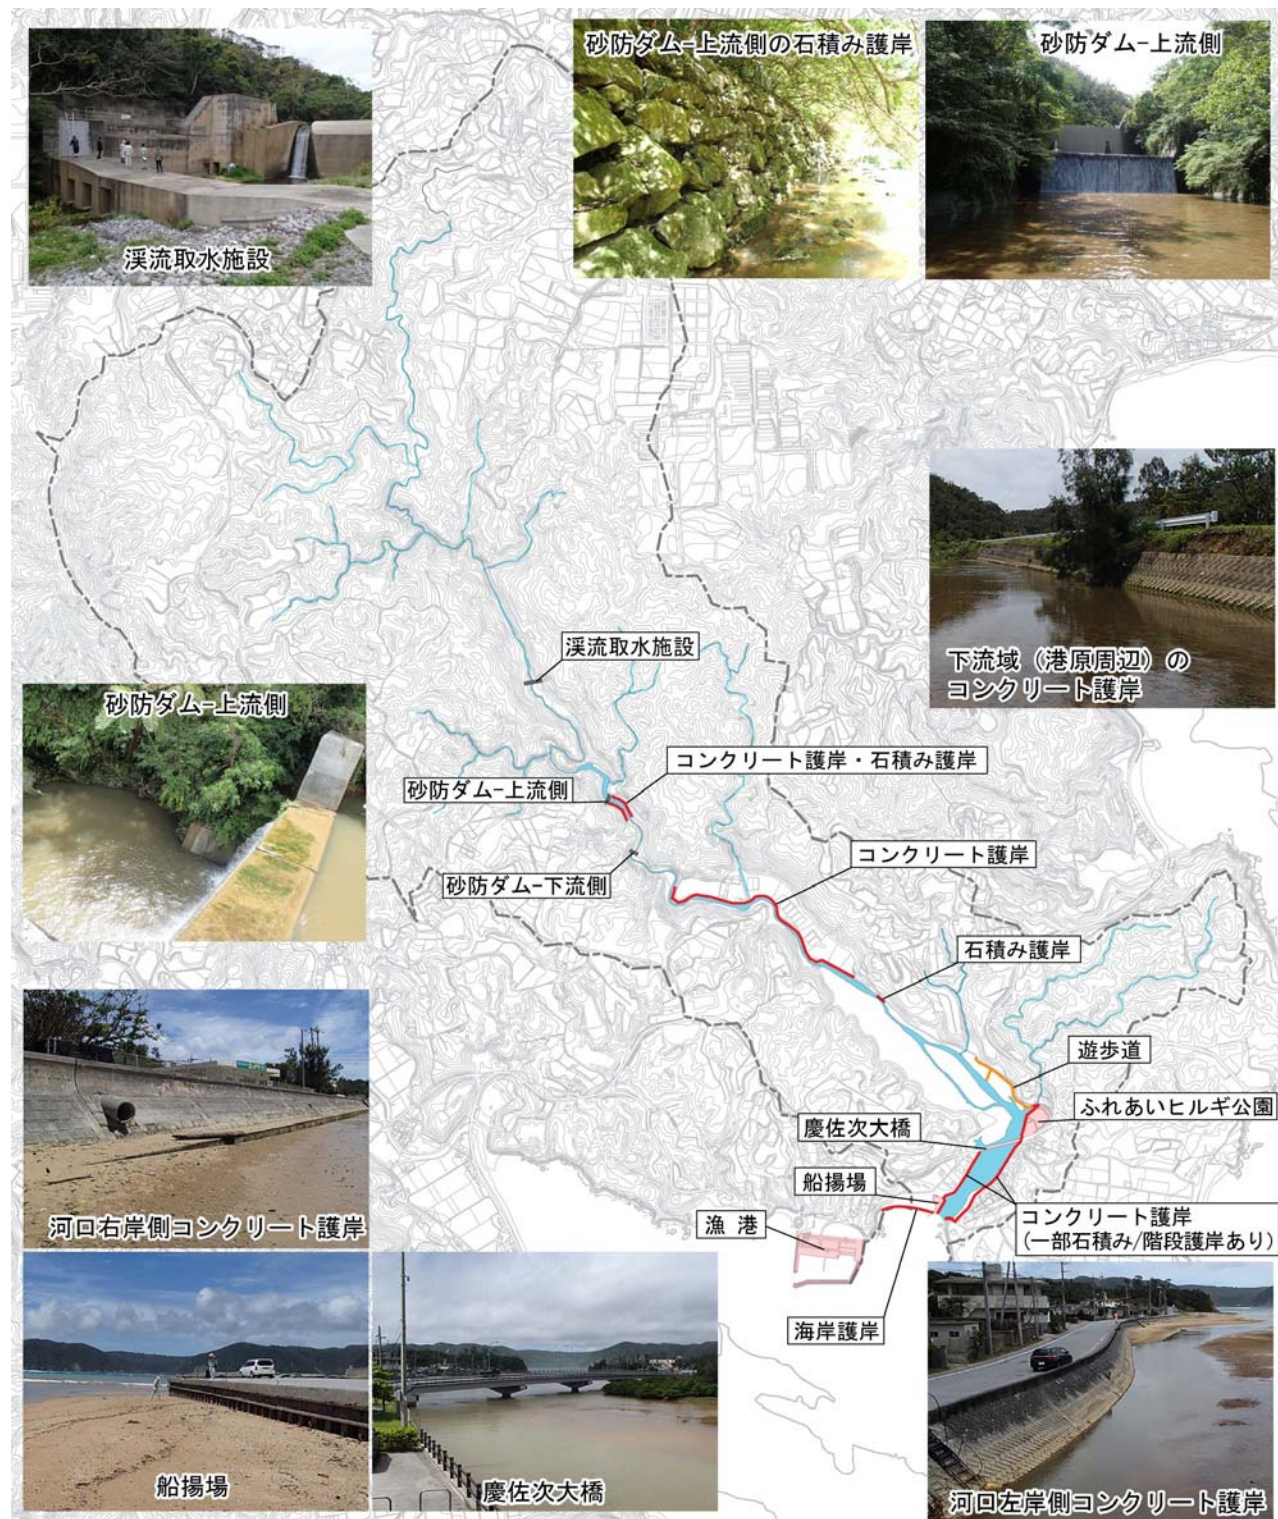 砂防ダム-上流側の石積み護岸
砂防ダム-上流側
渓流取水施設
下流域（港原周辺）の
コンクリート護岸
渓流取水施設
砂防ダム-上流側
コンクリート護岸・石積み護岸
砂防ダム-上流側
コンクリート護岸
砂防ダム-下流側
石積み護岸
遊歩道
ふれあいヒルギ公園
慶佐次大橋
船揚場
漁 港
コンクリート護岸
(一部石積み/階段護岸あり)
河口右岸側コンクリート護岸
海岸護岸
船揚場
慶佐次大橋
河口左岸側コンクリート護岸